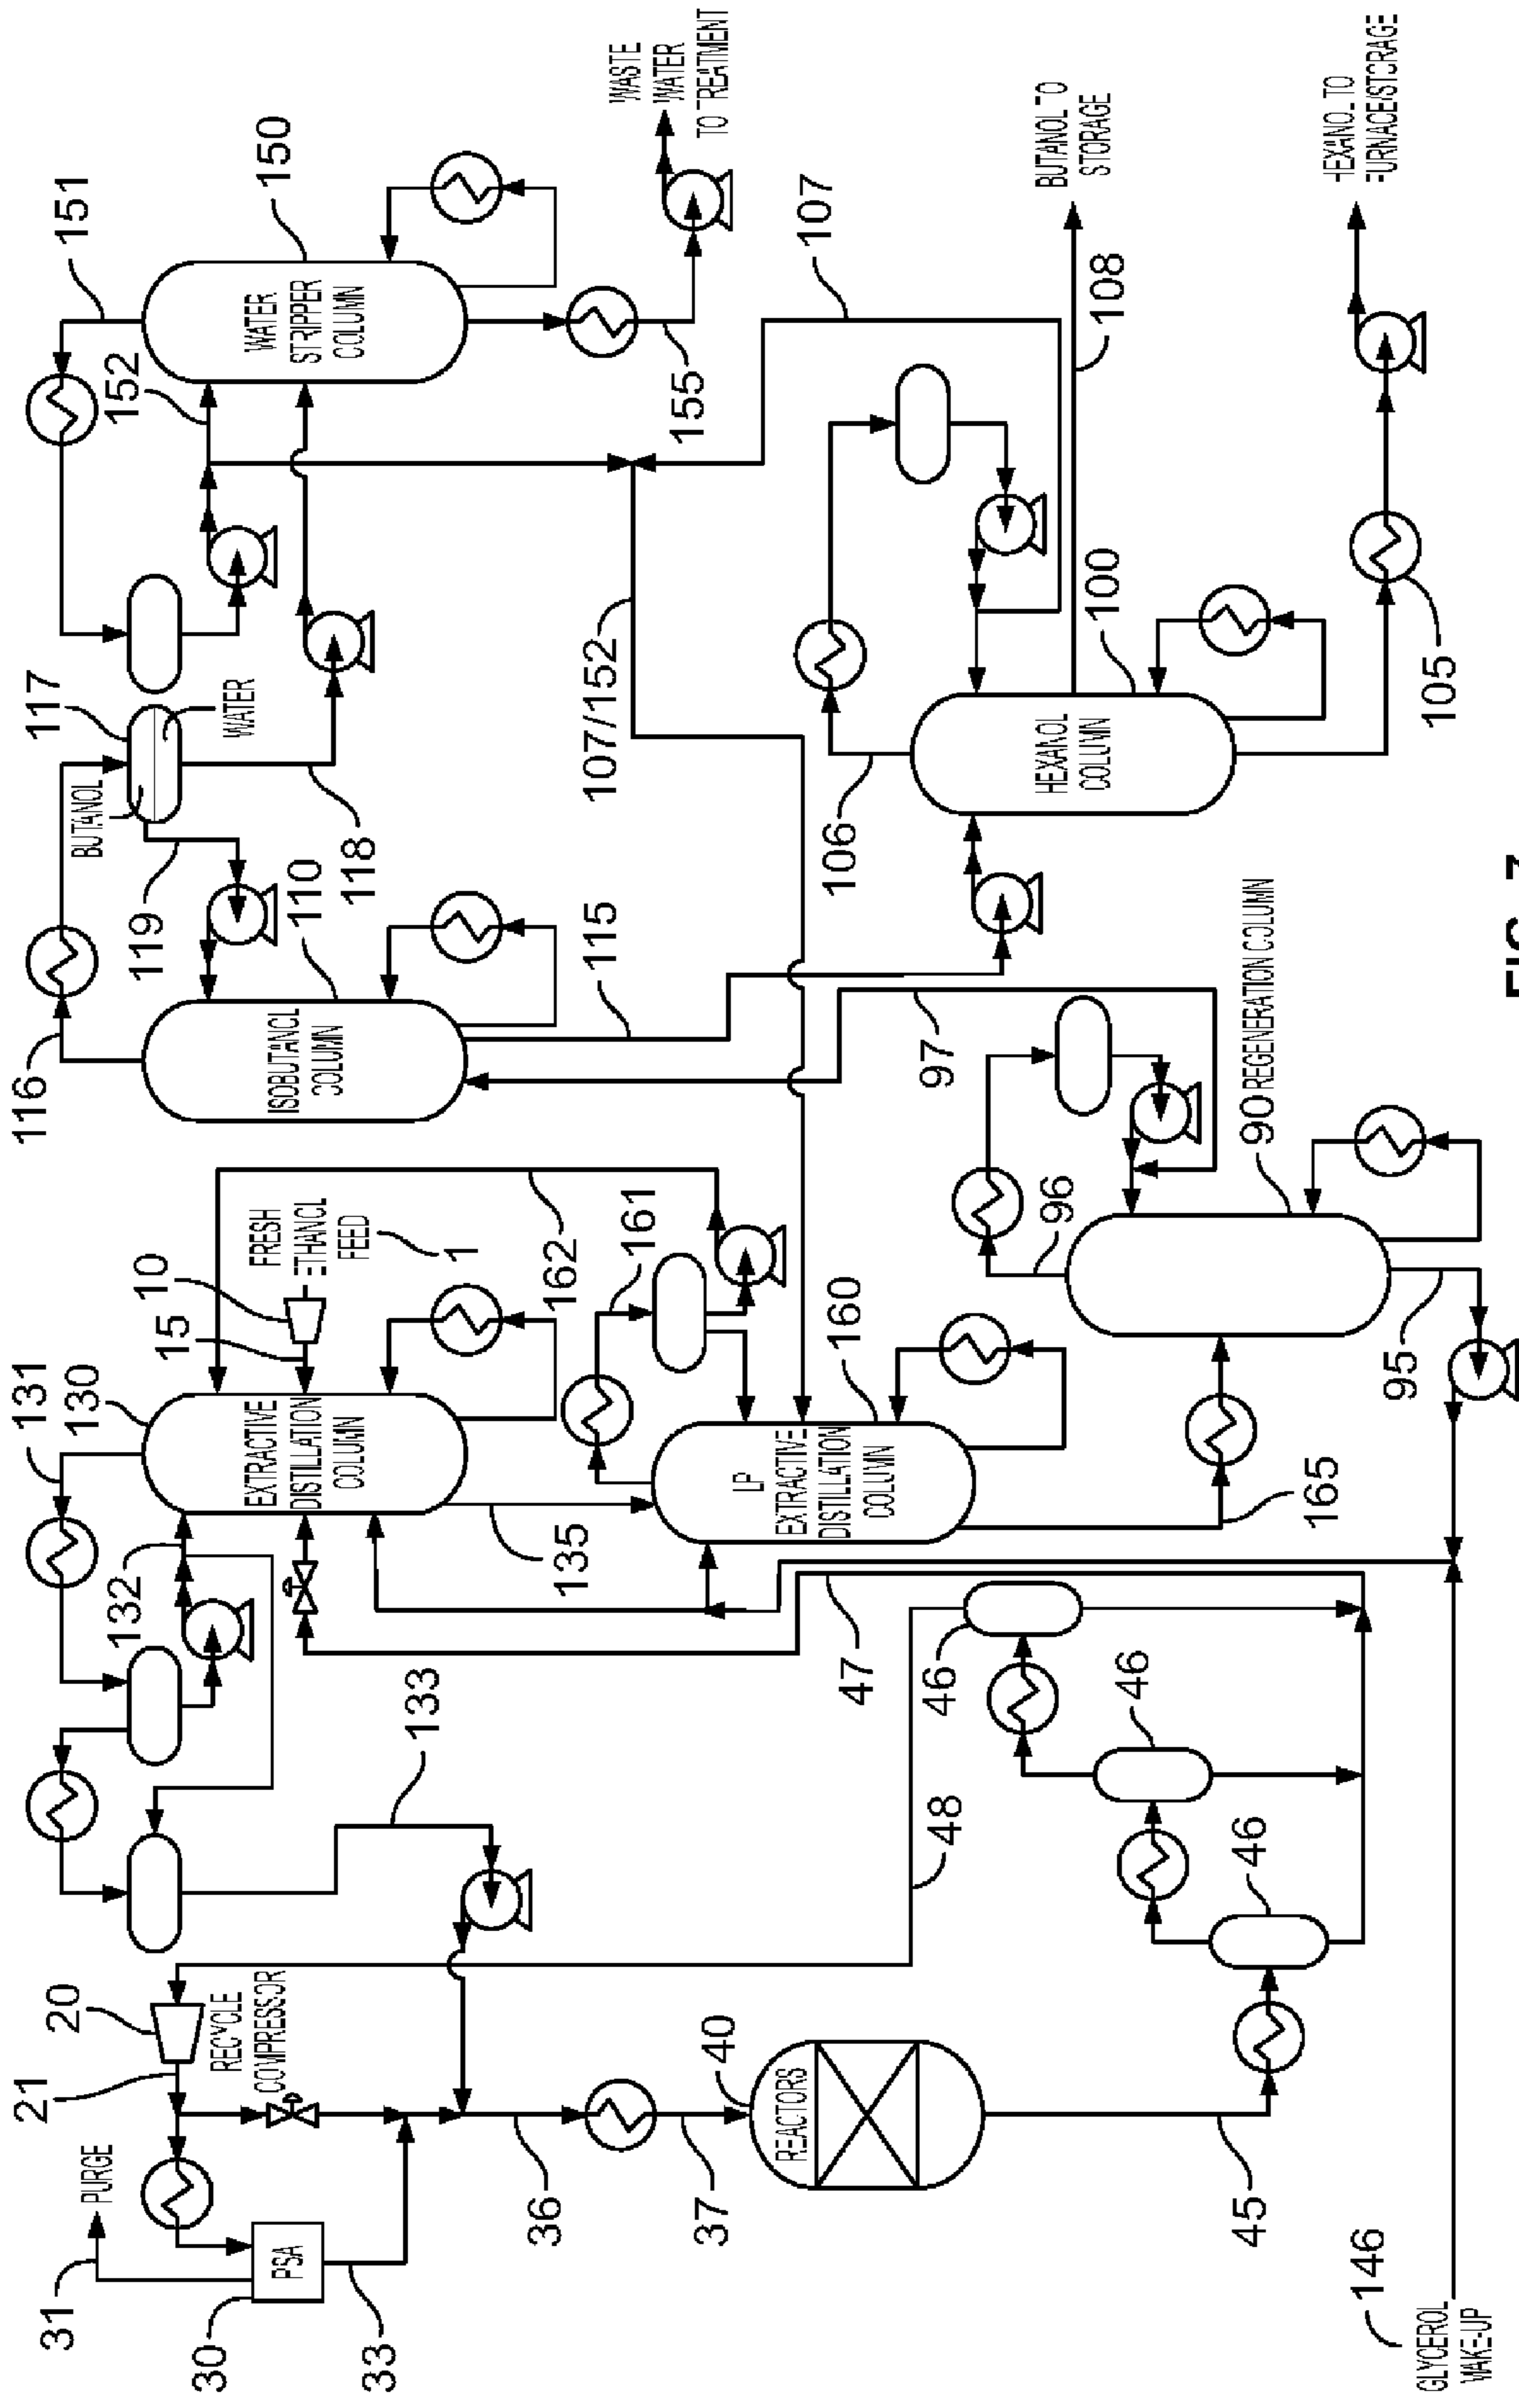 31
PURGE
21
20
131
130
116
117
151
30
PSA
33
RECYCLE
COMPRESSOR
132
EXTRACTIVE
DISTILLATION
COLUMN
15
10
FRESH
ETHANOL
FEED
1
119
BUTANOL
WATER
118
ISOBUTANOL
COLUMN
110
152
WATER
STRIPPER
COLUMN
150
133
36
37
40
REACTORS
135
162
161
115
107/152
155
WASTE
WATER
TO TREATMENT
LP
EXTRACTIVE
DISTILLATION
COLUMN
160
47
48
46
46
46
106
107
97
96
HEXANOL
COLUMN
100
108
BUTANOL TO
STORAGE
45
165
90 REGENERATION COLUMN
95
105
HEXANOL TO
FURNACE/STORAGE
146
GLYCEROL
MAKE-UP